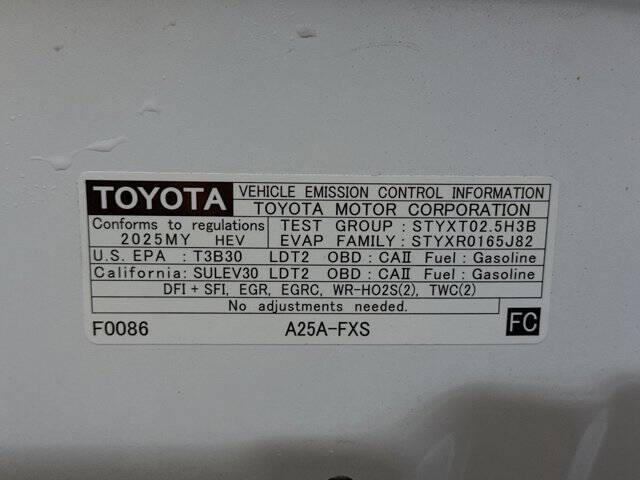 TOYOTA VEHICLE EMISSION CONTROL INFORMATION
TOYOTA MOTOR CORPORATION
Conforms to regulations TEST GROUP : STYXT02.5H3B
2025MY HEV EVAP FAMILY : STYXR0165J82
U.S. EPA : T3B30 LDT2 OBD : CAⅡ Fuel : Gasoline
California: SULEV30 LDT2 OBD : CAⅡ Fuel : Gasoline
DFI + SFI, EGR, EGRC, WR-HO2S(2), TWC(2)
No adjustments needed.
F0086 A25A-FXS FC